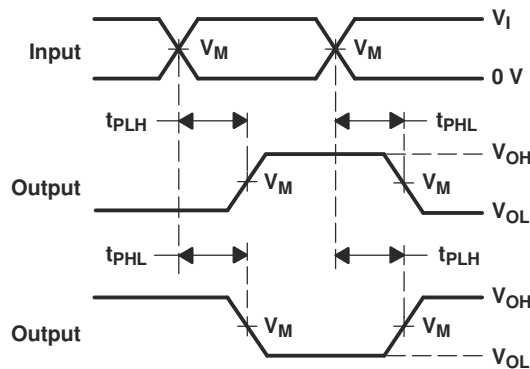 V_I
Input V_M V_M
0 V
t_PLH t_PHL
V_OH
Output V_M V_M
V_OL
t_PHL t_PLH
V_OH
Output V_M V_M
V_OL